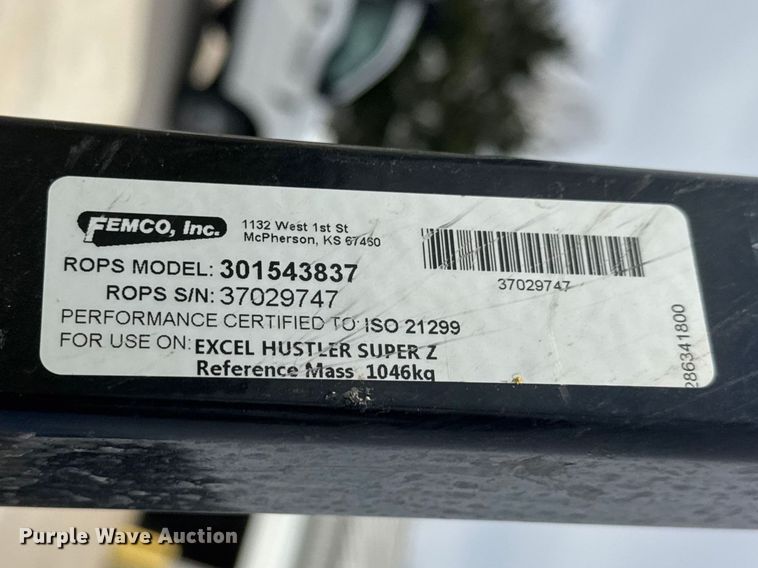 FEMCO, Inc.
1132 West 1st St
McPherson, KS 67460
ROPS MODEL: 301543837
ROPS S/N: 37029747
PERFORMANCE CERTIFIED TO: ISO 21299
FOR USE ON: EXCEL HUSTLER SUPER Z
Reference Mass 1046kg
37029747
286341800
Purple Wave Auction